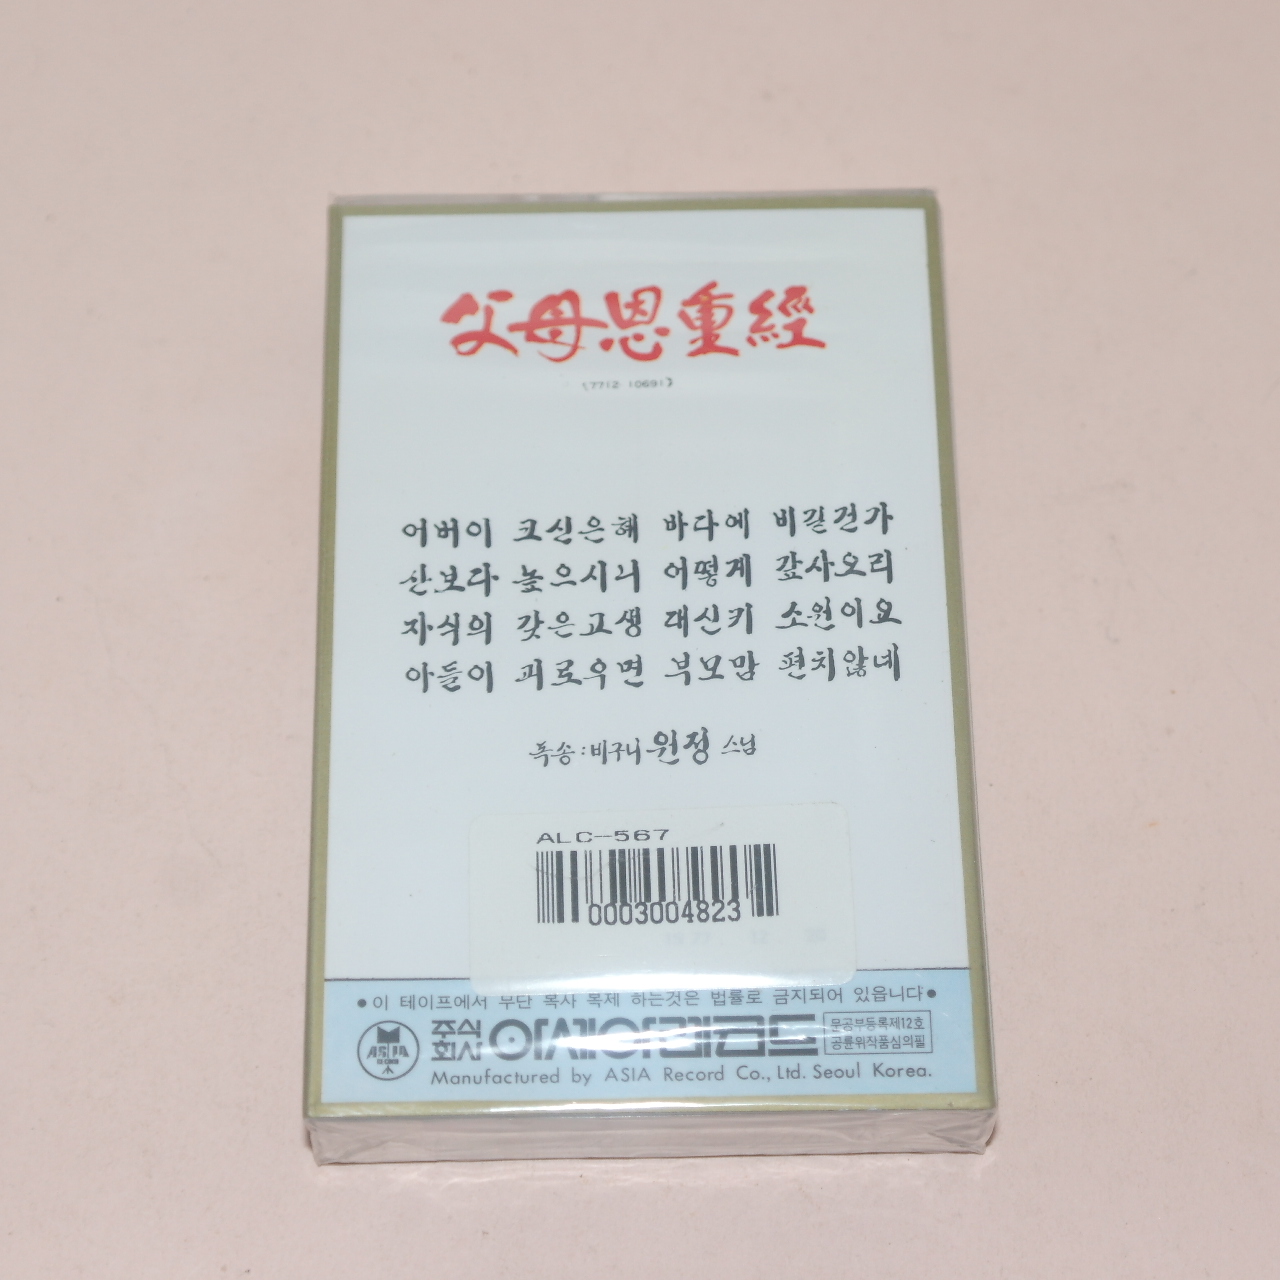 父母恩重經
(7712-10691)
어버이 크신은혜 바다에 비길건가
산보다 높으시니 어떻게 갚사오리
자식의 갖은고생 대신키 소원이요
아들이 괴로우면 부모맘 편치않네
독송:비구니 원정 스님
ALC-567
0003004823
●이 테이프에서 무단 복사 복제 하는것은 법률로 금지되어 있읍니다●
ASIA
주식회사 아세아레코드
문공부등록제12호
공륜위작품심의필
Manufactured by ASIA Record Co., Ltd. Seoul Korea.